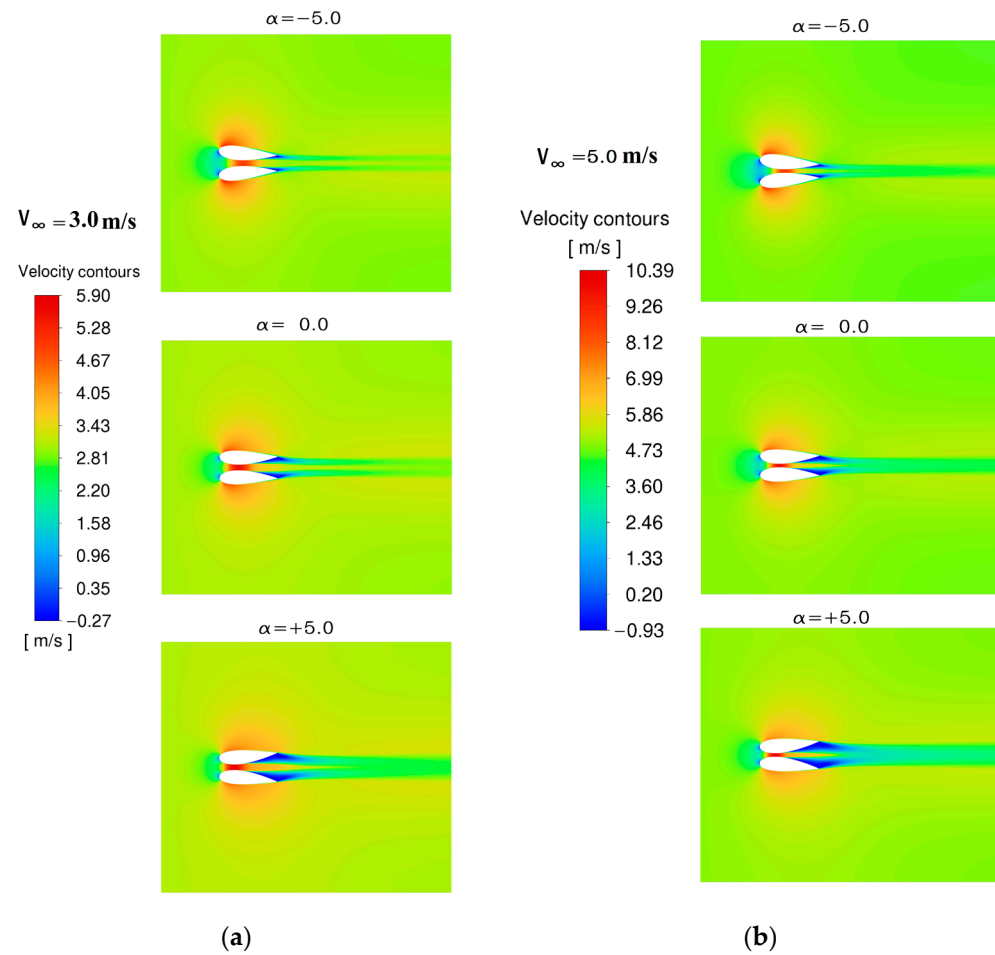 α=−5.0
V∞ = 3.0 m/s
Velocity contours
5.90
5.28
4.67
4.05
3.43
2.81
2.20
1.58
0.96
0.35
−0.27
[ m/s ]
α= 0.0
α=+5.0
(a)
α=−5.0
V∞ =5.0 m/s
Velocity contours
[ m/s ]
10.39
9.26
8.12
6.99
5.86
4.73
3.60
2.46
1.33
0.20
−0.93
α= 0.0
α=+5.0
(b)